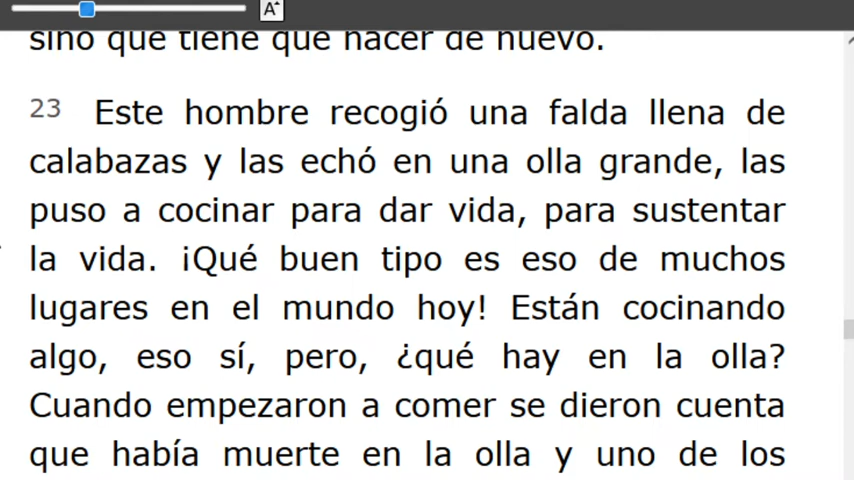 A
sino que tiene que hacer de nuevo.
23 Este hombre recogió una falda llena de
calabazas y las echó en una olla grande, las
puso a cocinar para dar vida, para sustentar
la vida. ¡Qué buen tipo es eso de muchos
lugares en el mundo hoy! Están cocinando
algo, eso sí, pero, ¿qué hay en la olla?
Cuando empezaron a comer se dieron cuenta
que había muerte en la olla y uno de los